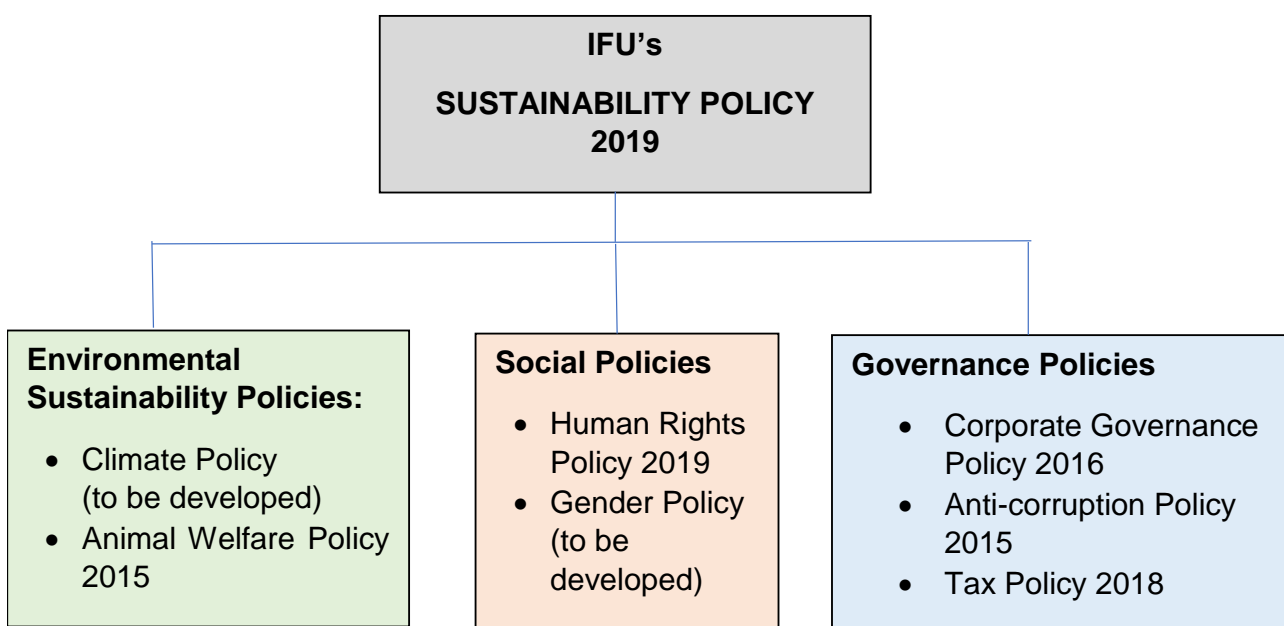 IFU’s
SUSTAINABILITY POLICY
2019
Environmental
Sustainability Policies:
• Climate Policy
(to be developed)
• Animal Welfare Policy
2015
Social Policies
• Human Rights
Policy 2019
• Gender Policy
(to be
developed)
Governance Policies
• Corporate Governance
Policy 2016
• Anti-corruption Policy
2015
• Tax Policy 2018